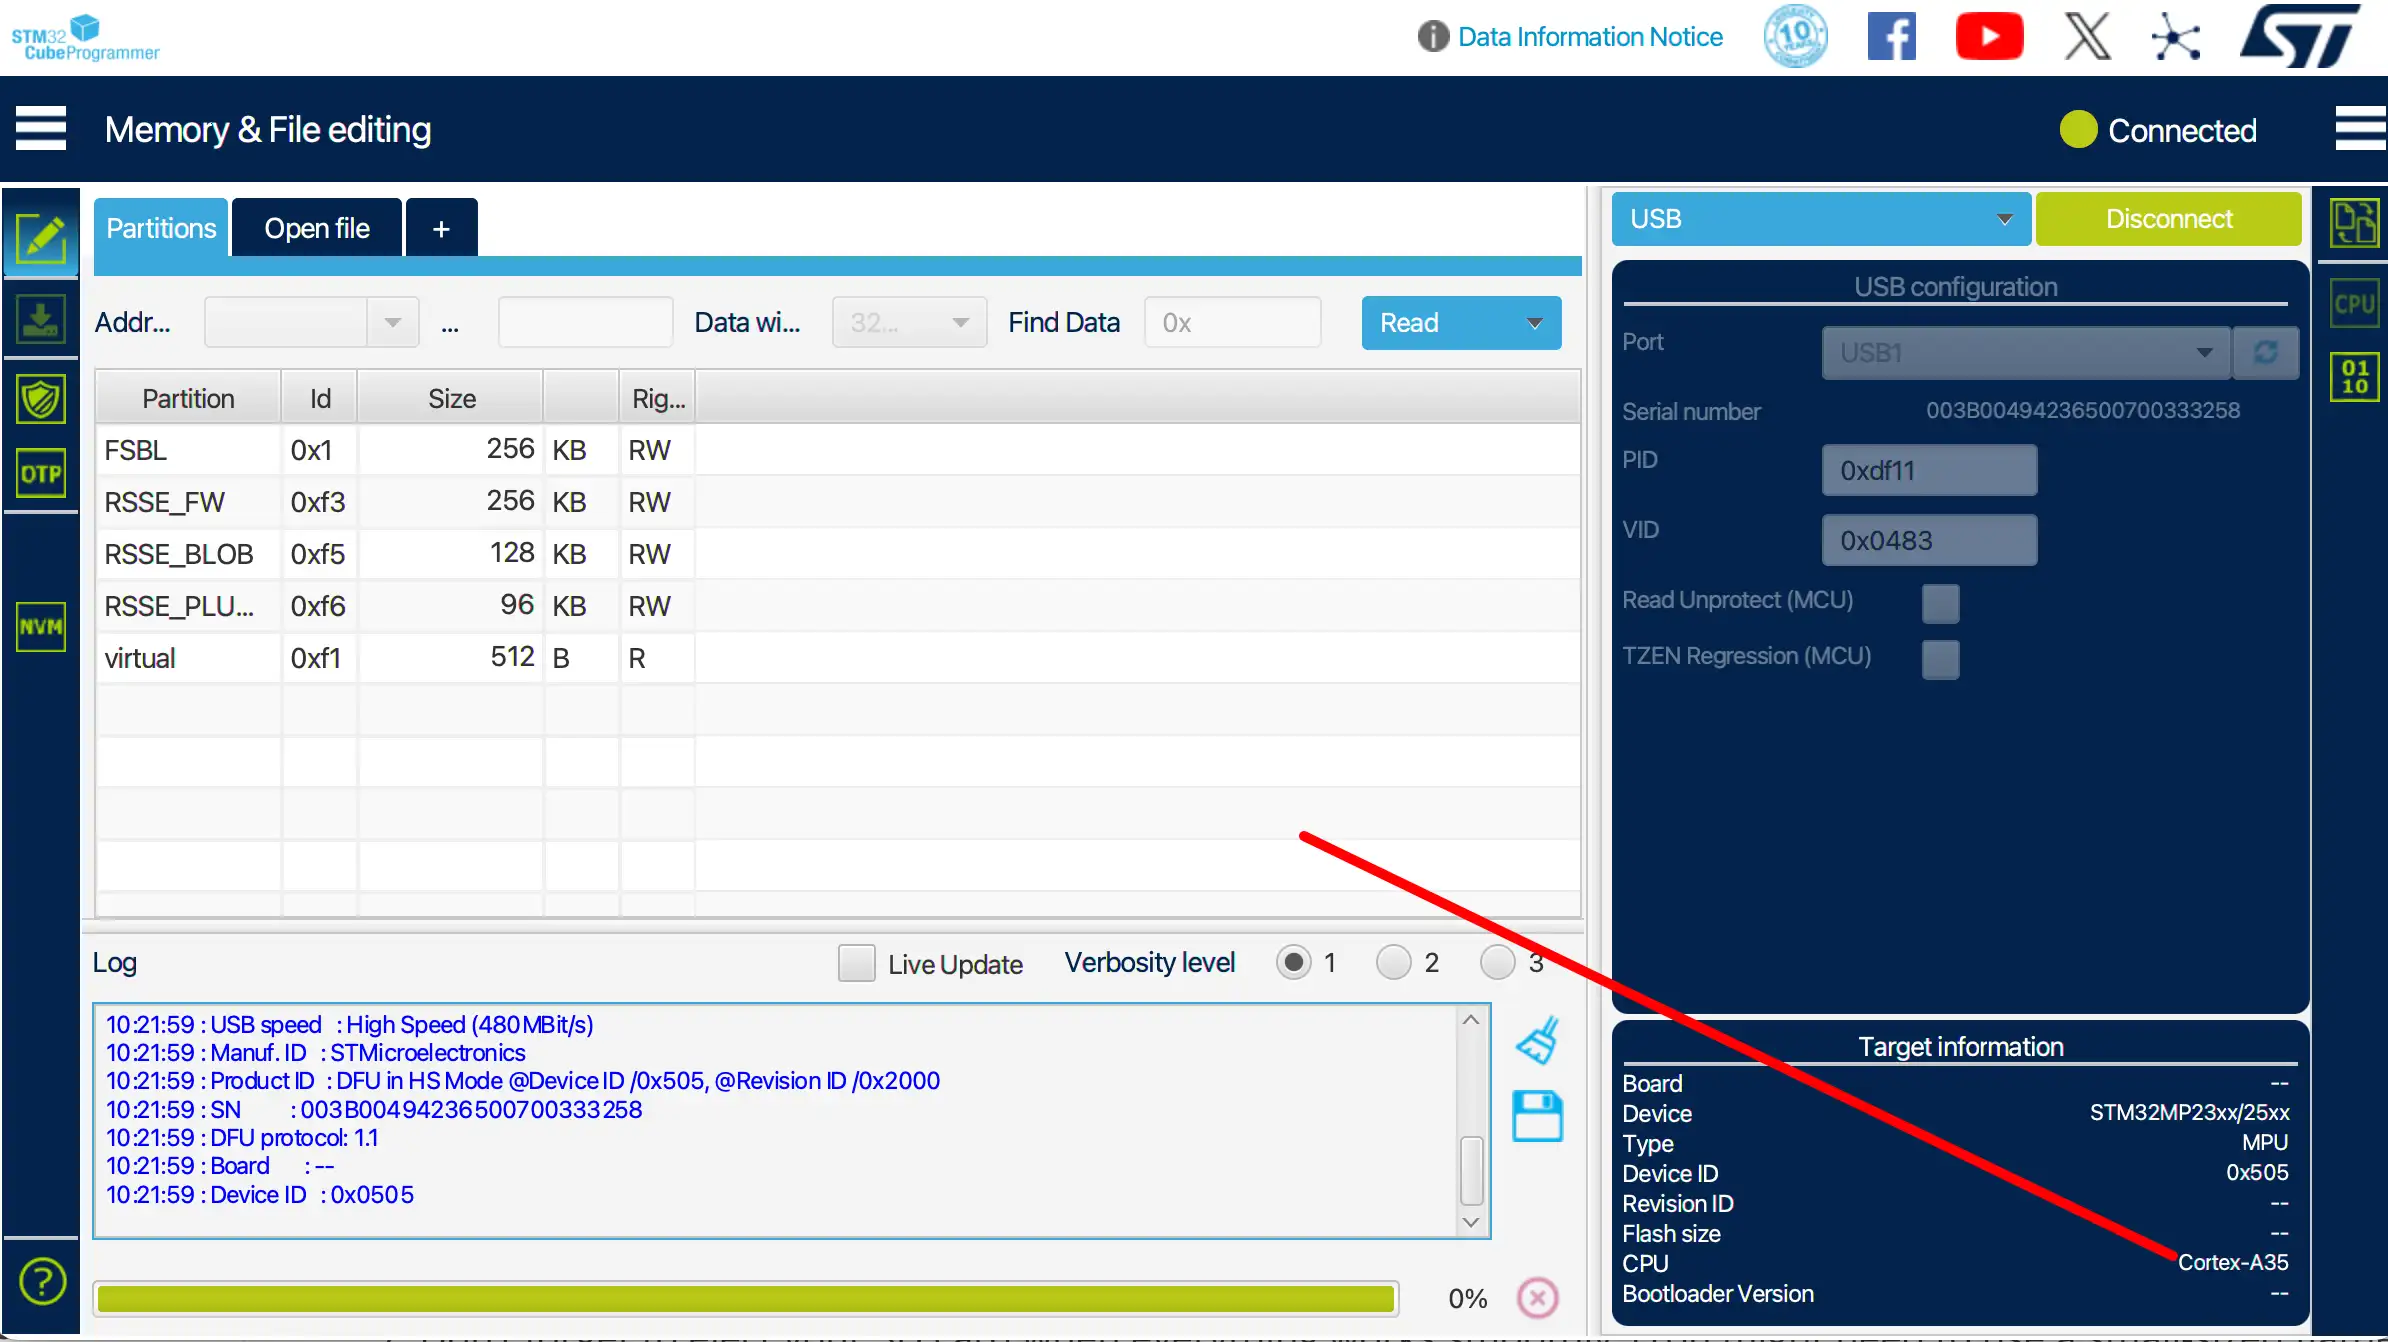 STM32
CubeProgrammer
Data Information Notice
10
YEARS
ST
Memory & File editing
Connected
Partitions
Open file
+
USB
Disconnect
Addr...
...
Data wi...
32...
Find Data
0x
Read
USB configuration
Port
USB1
Serial number
003B00494236500700333258
PID
0xdf11
VID
0x0483
Read Unprotect (MCU)
TZEN Regression (MCU)
Partition Id Size Rig...
FSBL 0x1 256 KB RW
RSSE_FW 0xf3 256 KB RW
RSSE_BLOB 0xf5 128 KB RW
RSSE_PLU... 0xf6 96 KB RW
virtual 0xf1 512 B R
OTP
NVM
CPU
01
10
Log
Live Update
Verbosity level
1
2
3
10:21:59 : USB speed : High Speed (480MBit/s)
10:21:59 : Manuf. ID : STMicroelectronics
10:21:59 : Product ID : DFU in HS Mode @Device ID /0x505, @Revision ID /0x2000
10:21:59 : SN : 003B00494236500700333258
10:21:59 : DFU protocol: 1.1
10:21:59 : Board : --
10:21:59 : Device ID : 0x0505
0%
Target information
Board --
Device STM32MP23xx/25xx
Type MPU
Device ID 0x505
Revision ID --
Flash size --
CPU Cortex-A35
Bootloader Version --